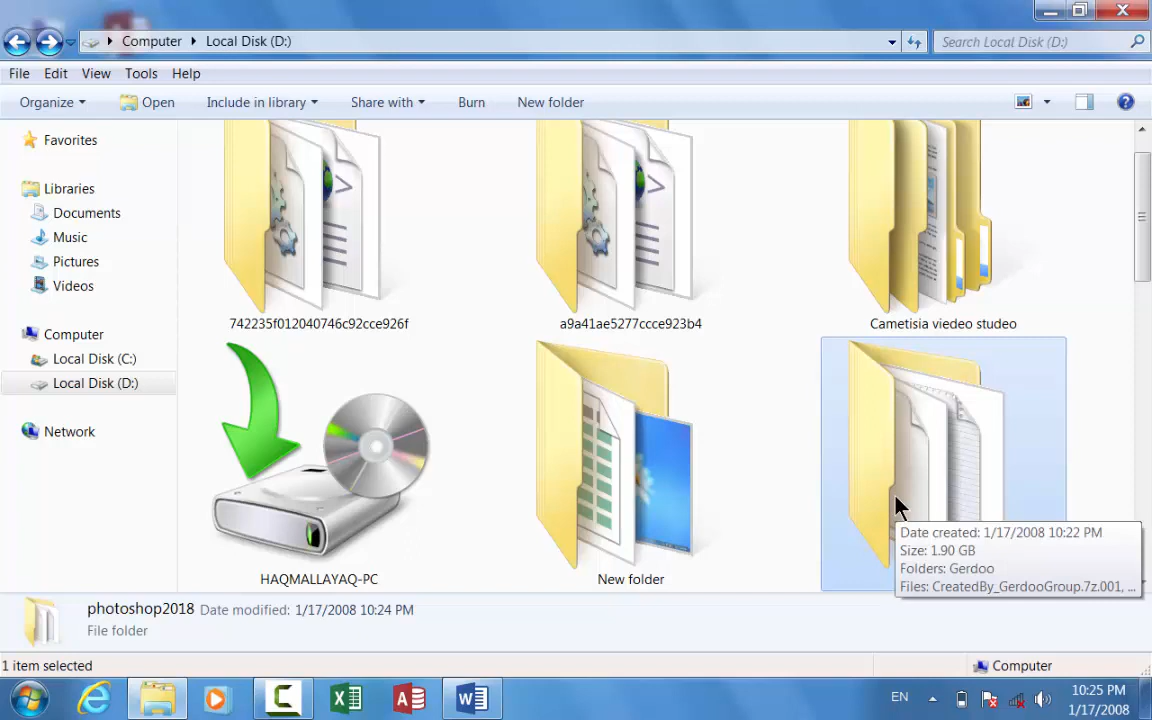 Computer
Local Disk (D:)
Search Local Disk (D:)
File Edit View Tools Help
Organize Open Include in library Share with Burn New folder
Favorites
Libraries
Documents
Music
Pictures
Videos
Computer
Local Disk (C:)
Local Disk (D:)
Network
742235f012040746c92cce926f
a9a41ae5277ccce923b4
Cametisia viedeo studeo
HAQMALLAYAQ-PC
New folder
Date created: 1/17/2008 10:22 PM
Size: 1.90 GB
Folders: Gerdoo
Files: CreatedBy_GerdooGroup.7z.001, ...
photoshop2018 Date modified: 1/17/2008 10:24 PM
File folder
1 item selected
Computer
EN
10:25 PM
1/17/2008